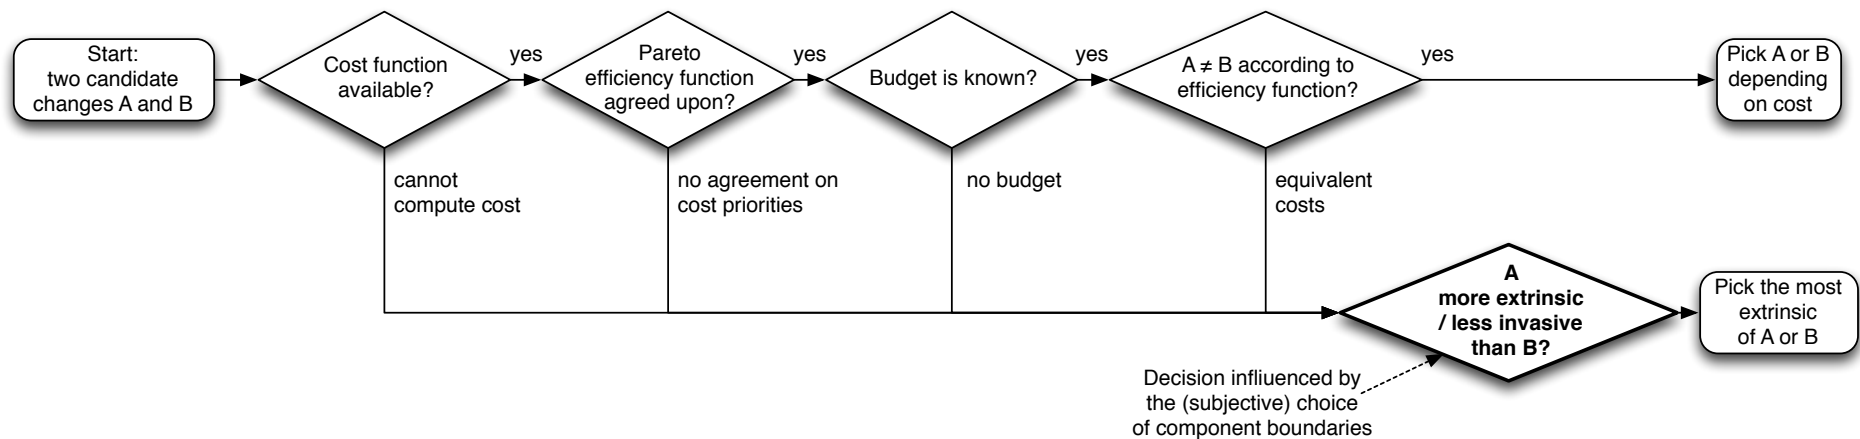 Start:
two candidate
changes A and B
Cost function
available?
yes
Pareto
efficiency function
agreed upon?
yes
Budget is known?
yes
A ≠ B according to
efficiency function?
yes
Pick A or B
depending
on cost
cannot
compute cost
no agreement on
cost priorities
no budget
equivalent
costs
A
more extrinsic
/ less invasive
than B?
Pick the most
extrinsic
of A or B
Decision infliuenced by
the (subjective) choice
of component boundaries